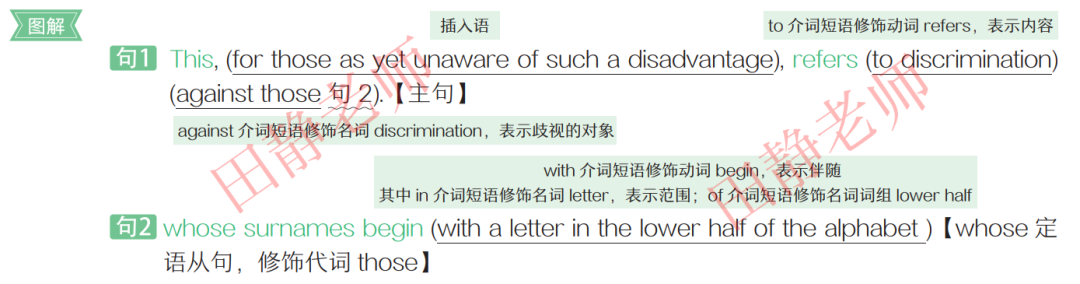 图解
插入语
to 介词短语修饰动词 refers，表示内容
句1 This, (for those as yet unaware of such a disadvantage), refers (to discrimination)
(against those 句 2).【主句】
against 介词短语修饰名词 discrimination，表示歧视的对象
with 介词短语修饰动词 begin，表示伴随
其中 in 介词短语修饰名词 letter，表示范围；of 介词短语修饰名词词组 lower half
句2 whose surnames begin (with a letter in the lower half of the alphabet )【whose 定
语从句，修饰代词 those】
田静老师
田静老师